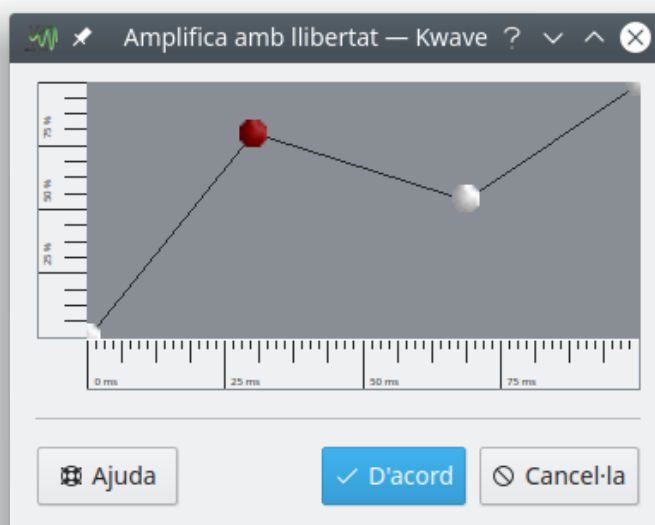 Amplifica amb llibertat — Kwave
75 %
50 %
25 %
0 ms 25 ms 50 ms 75 ms
Ajuda D'acord Cancel·la